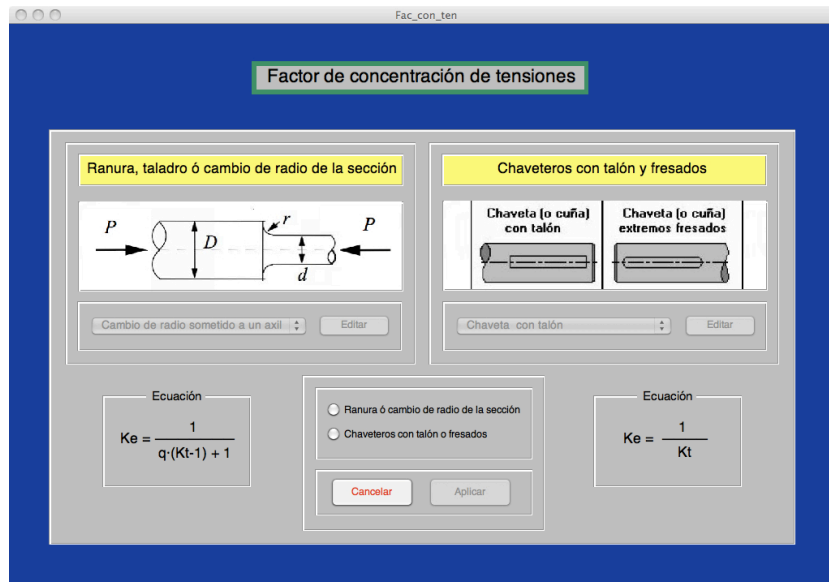 Fac_con_ten
Factor de concentración de tensiones
Ranura, taladro ó cambio de radio de la sección
P
D
r
d
P
Cambio de radio sometido a un axil
Editar
Chaveteros con talón y fresados
Chaveta (o cuña)
con talón
Chaveta (o cuña)
extremos fresados
Chaveta con talón
Editar
Ecuación
Ke = 1
q·(Kt-1) + 1
Ranura ó cambio de radio de la sección
Chaveteros con talón o fresados
Cancelar
Aplicar
Ecuación
Ke = 1
Kt